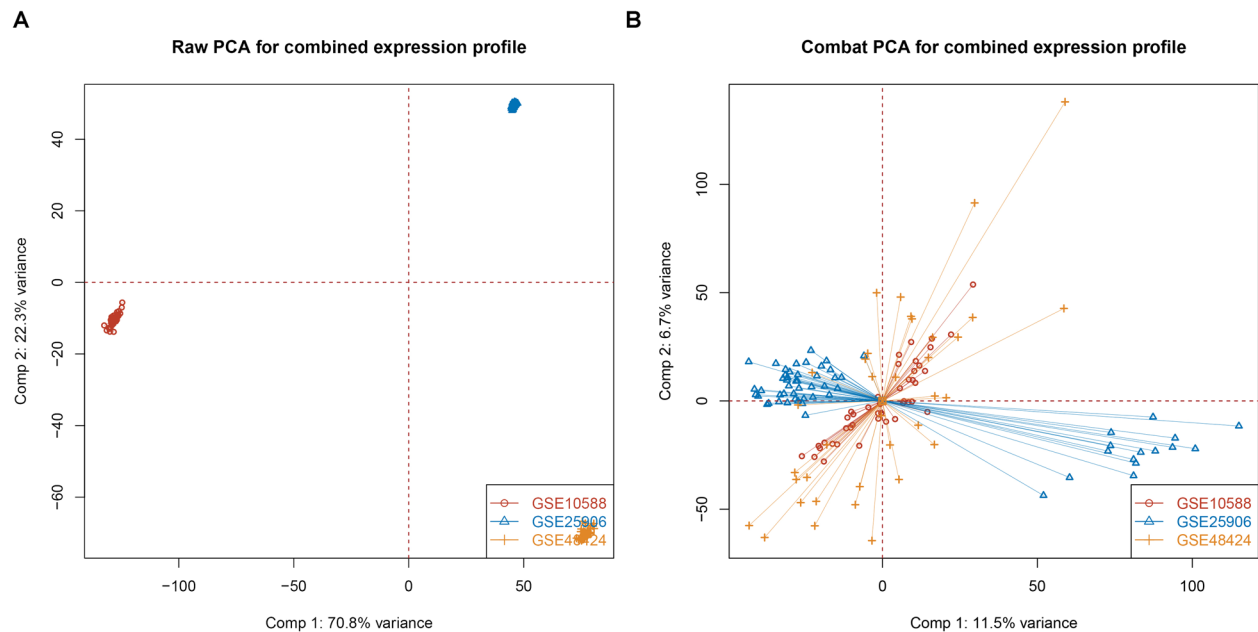 A
Raw PCA for combined expression profile
40
20
0
−20
−40
−60
Comp 2: 22.3% variance
GSE10588
GSE25906
GSE48424
−100
−50
0
50
Comp 1: 70.8% variance
B
Combat PCA for combined expression profile
100
50
0
−50
Comp 2: 6.7% variance
GSE10588
GSE25906
GSE48424
0
50
100
Comp 1: 11.5% variance